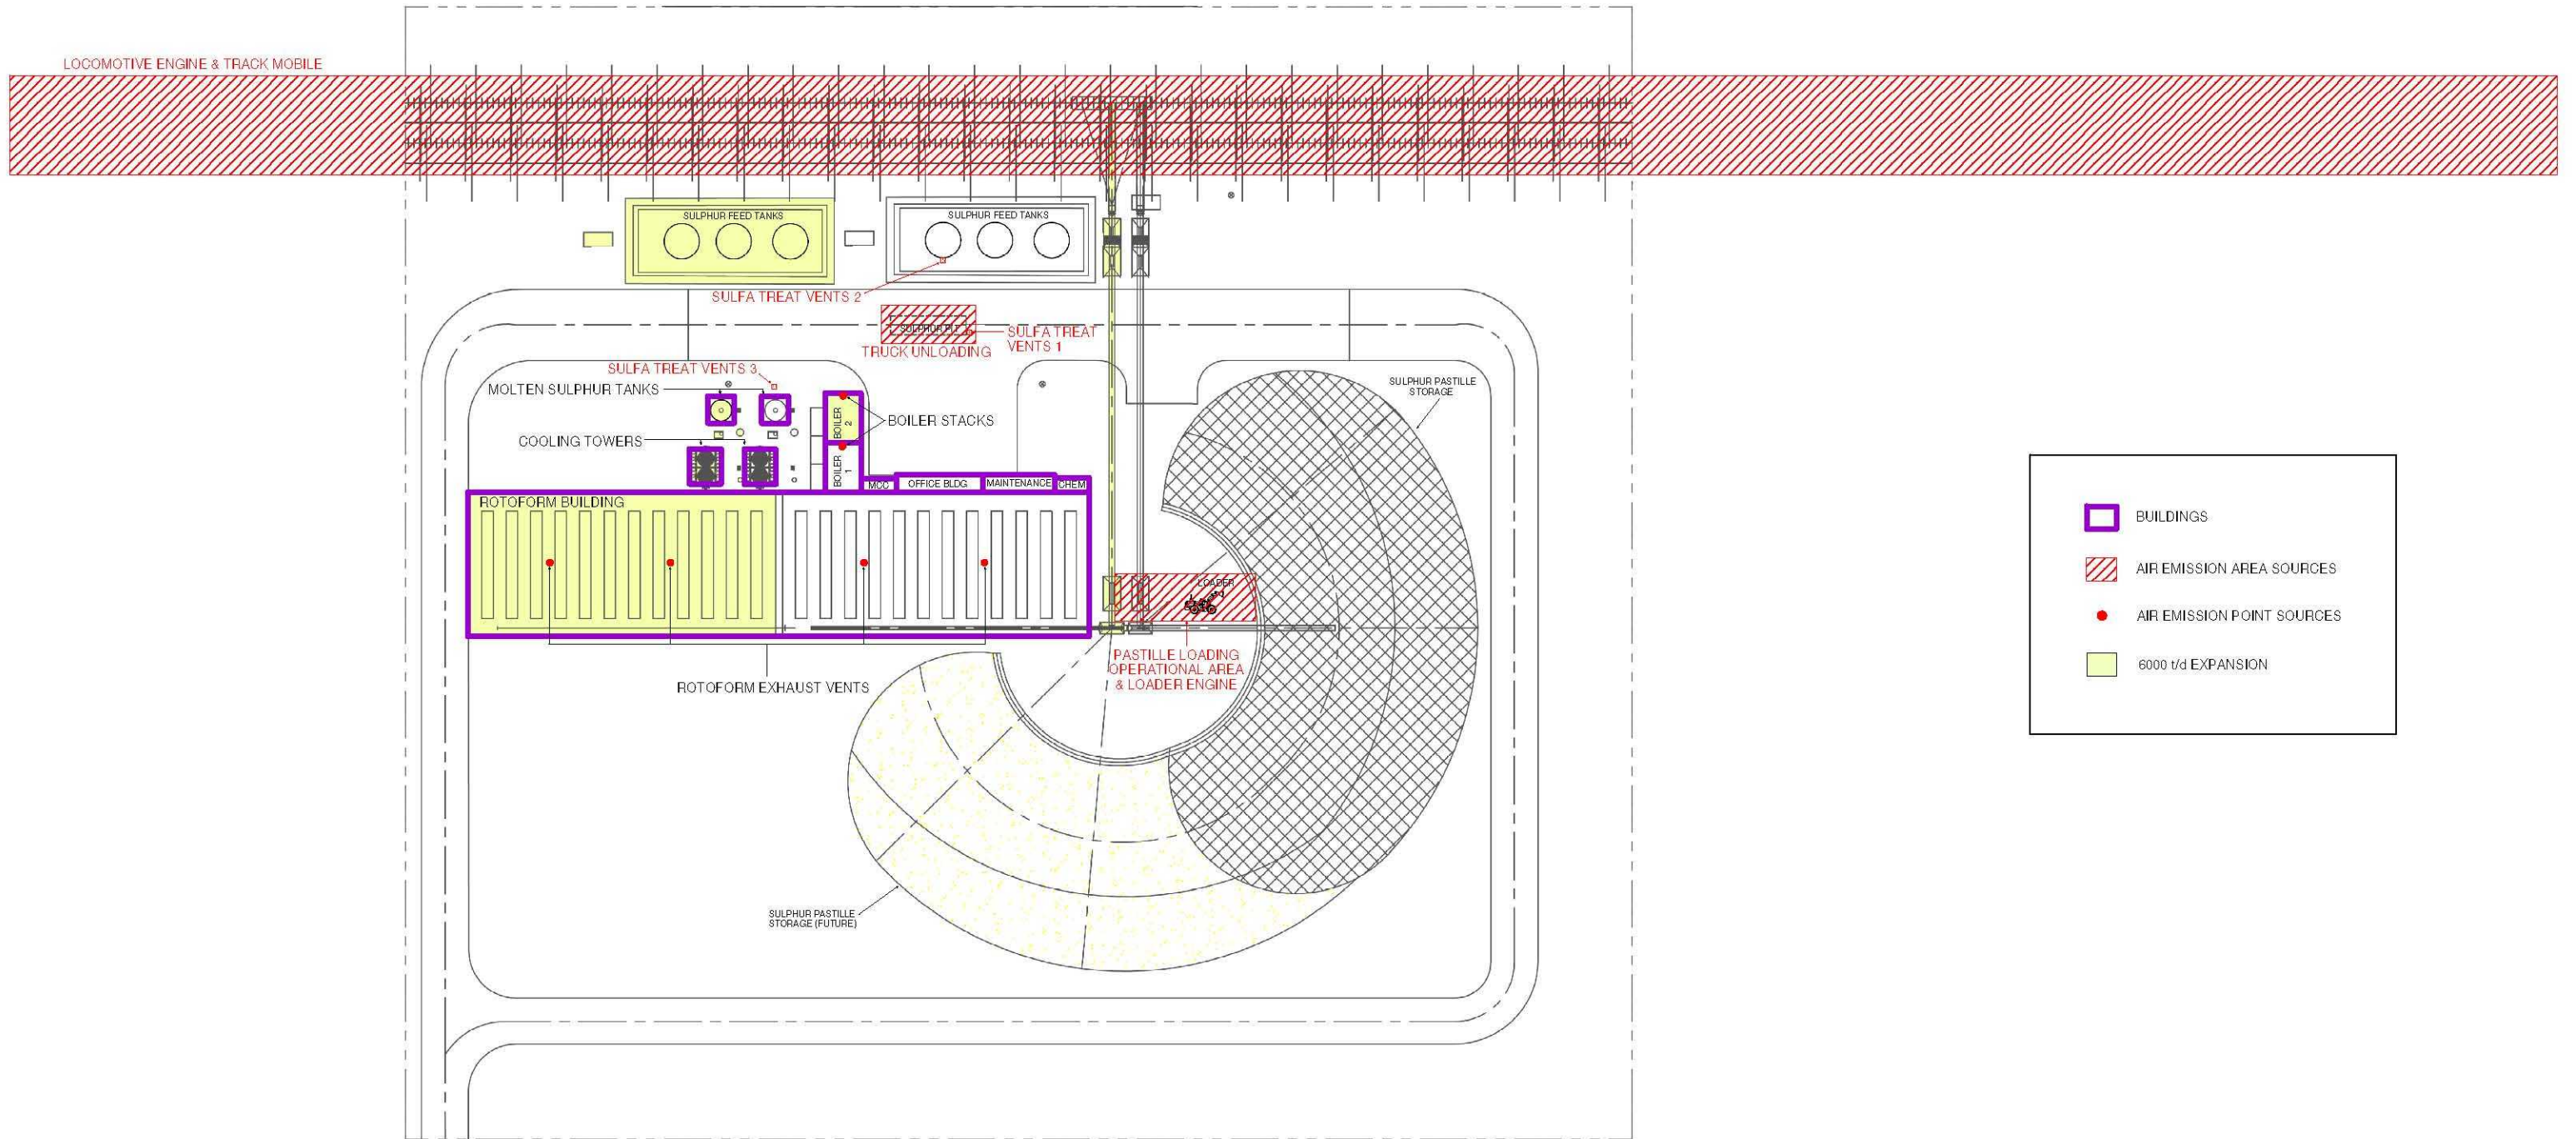 LOCOMOTIVE ENGINE & TRACK MOBILE
SULPHUR FEED TANKS
SULPHUR FEED TANKS
SULFA TREAT VENTS 2
SULPHUR PIT
SULFA TREAT
VENTS 1
TRUCK UNLOADING
SULFA TREAT VENTS 3
MOLTEN SULPHUR TANKS
SULPHUR PASTILLE
STORAGE
BOILER
2
BOILER STACKS
COOLING TOWERS
BOILER
1
MCC
OFFICE BLDG
MAINTENANCE
CHEM
ROTOFORM BUILDING
BUILDINGS
AIR EMISSION AREA SOURCES
AIR EMISSION POINT SOURCES
6000 t/d EXPANSION
LOADER
PASTILLE LOADING
OPERATIONAL AREA
& LOADER ENGINE
ROTOFORM EXHAUST VENTS
SULPHUR PASTILLE
STORAGE (FUTURE)